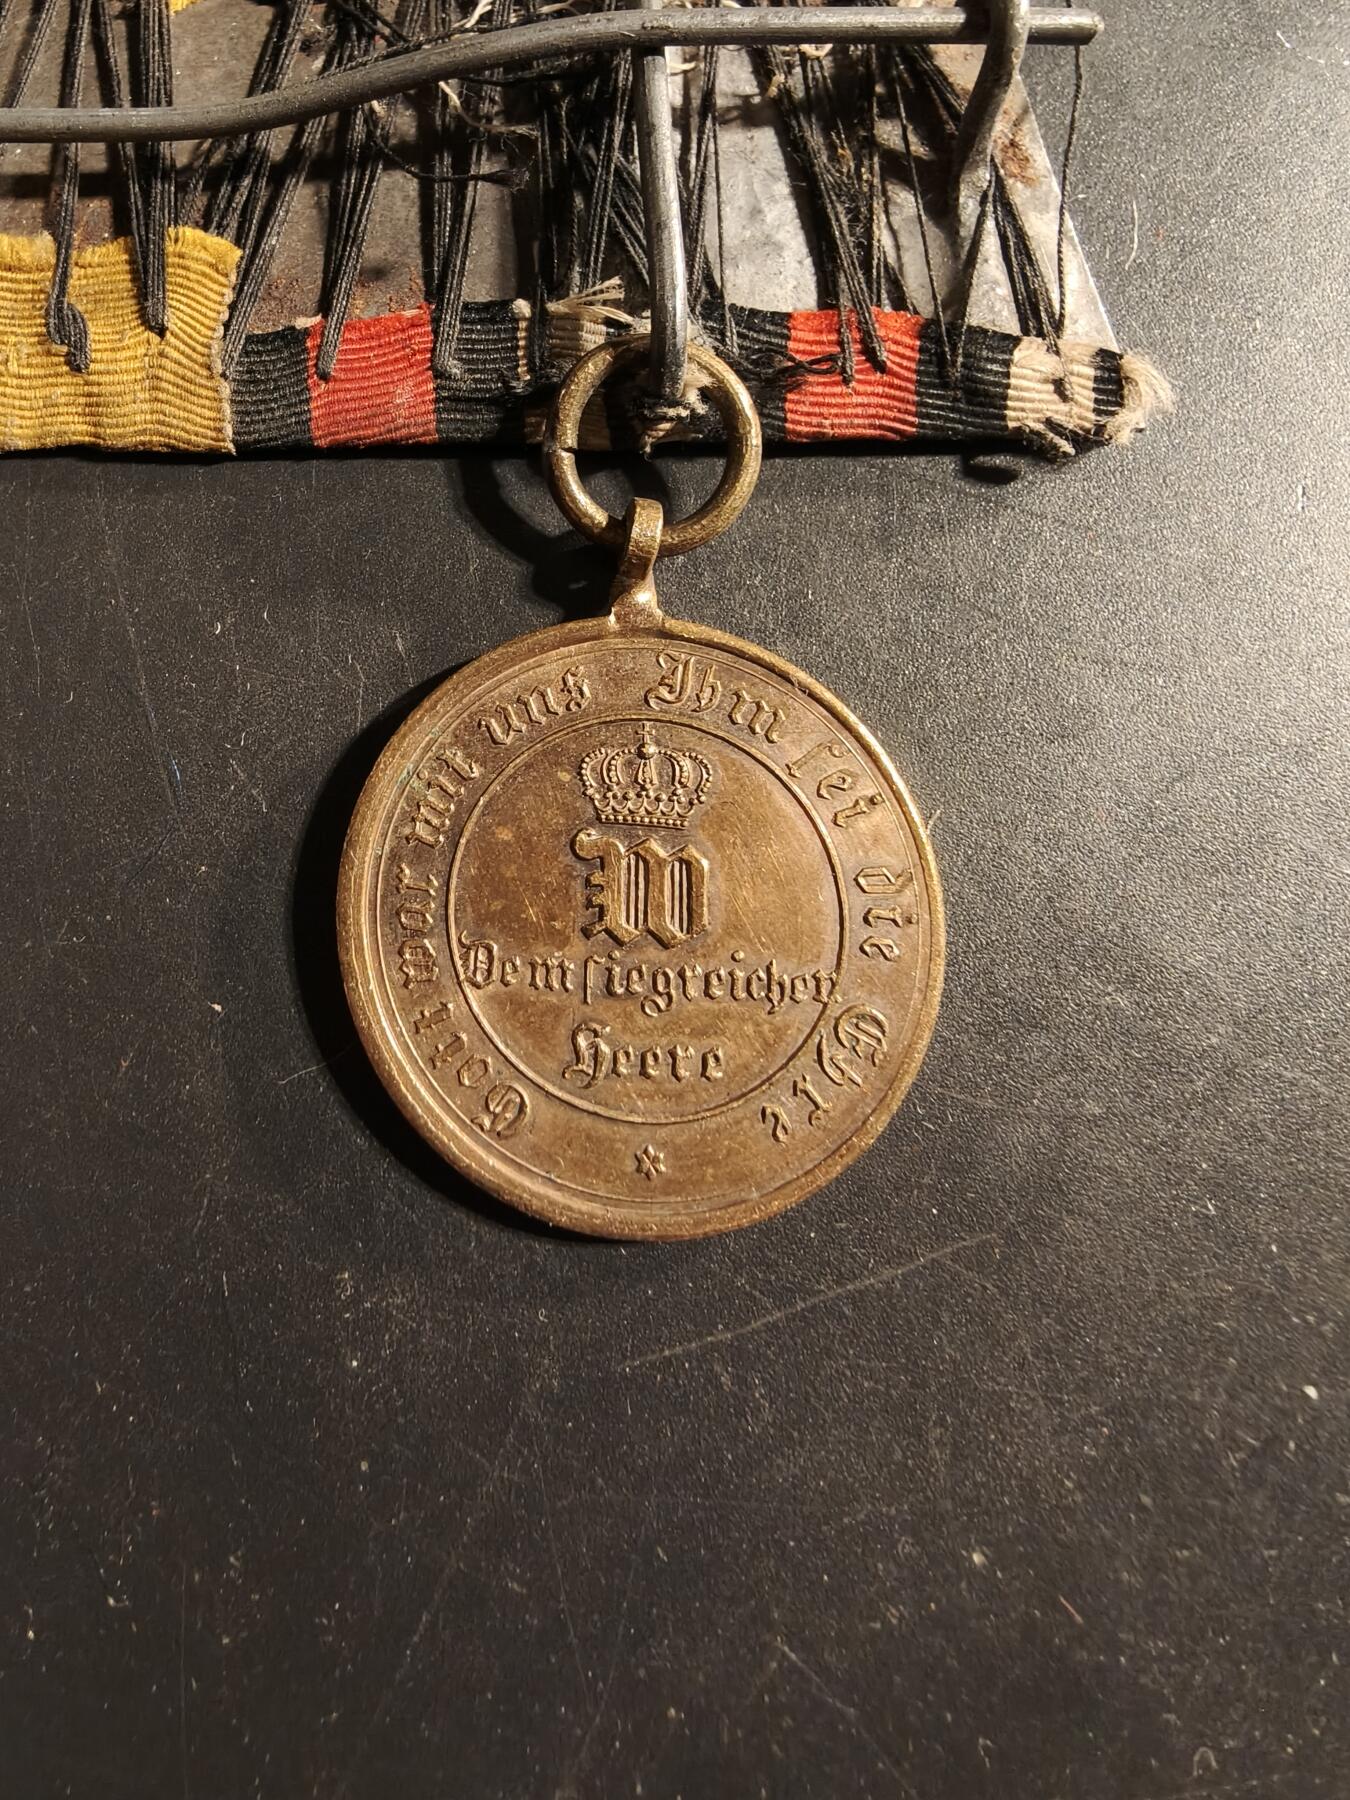 Gott war mit uns Ihm sei die Ehre
W
Dem siegreichen
Heere